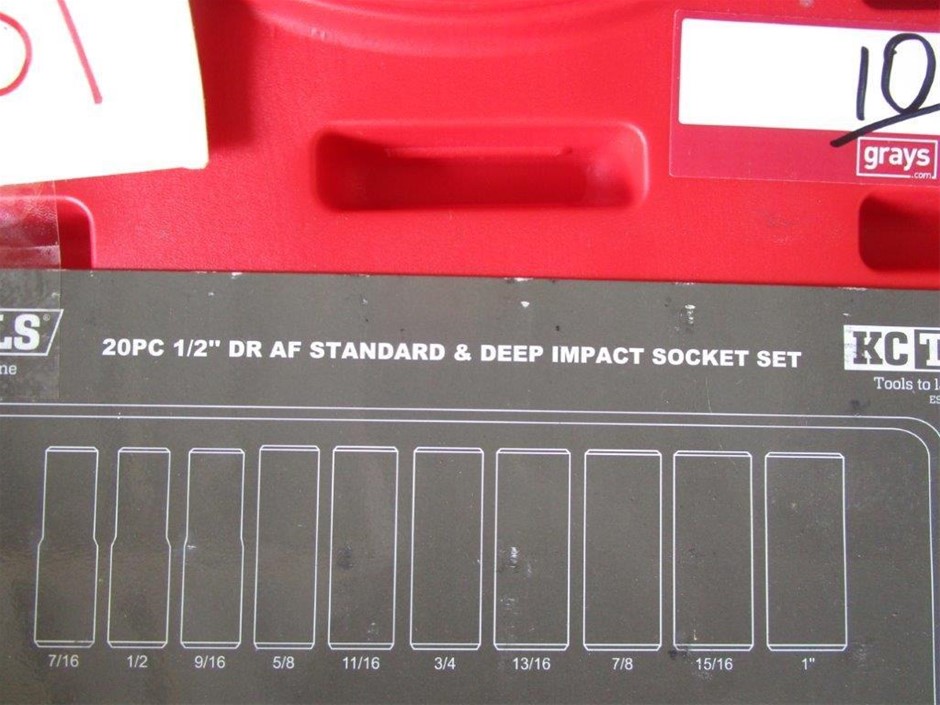 10
grays
.com
LS
20PC 1/2" DR AF STANDARD & DEEP IMPACT SOCKET SET
KC T
Tools to l
ne
ES
7/16 1/2 9/16 5/8 11/16 3/4 13/16 7/8 15/16 1"